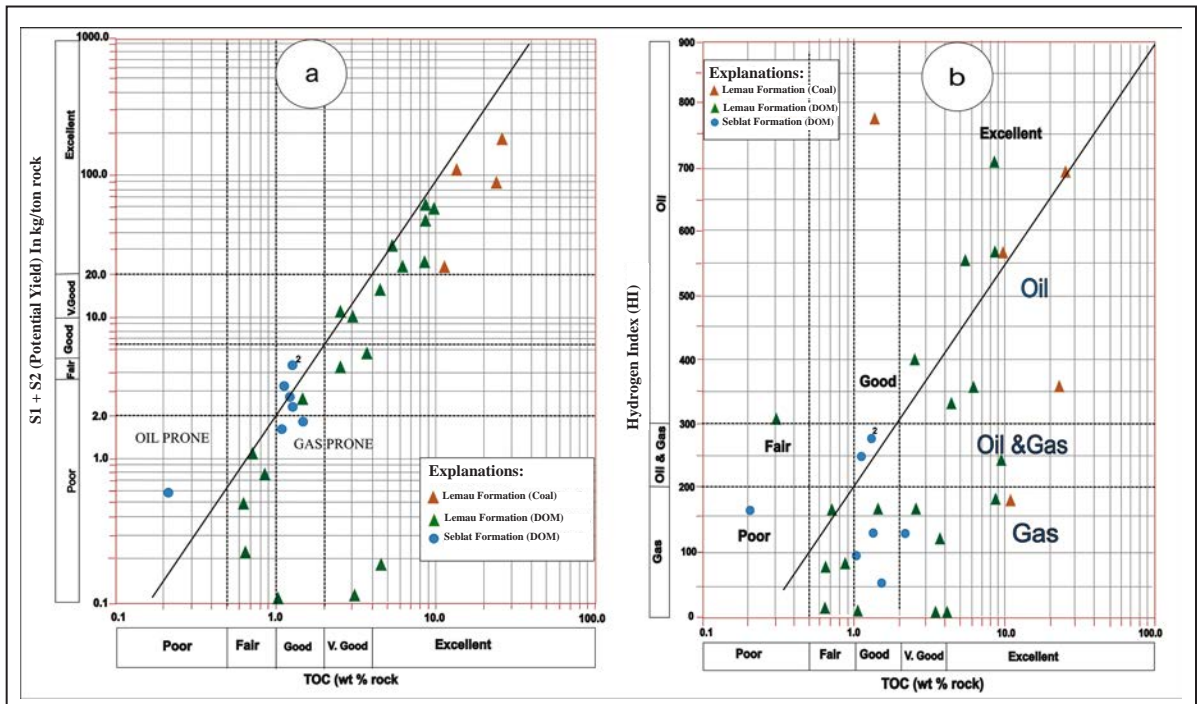 a
S1 + S2 (Potential Yield) In kg/ton rock
Excellent
V.Good
Good
Fair
Poor
1000.0
100.0
20.0
10.0
2.0
1.0
0.1
2
OIL PRONE
GAS PRONE
Explanations:
Lemau Formation (Coal)
Lemau Formation (DOM)
Seblat Formation (DOM)
0.1 1.0 10.0 100.0
Poor Fair Good V. Good Excellent
TOC (wt % rock
b
Hydrogen Index (HI)
Oil
Oil & Gas
Gas
900
800
700
600
500
400
300
200
100
0
Explanations:
Lemau Formation (Coal)
Lemau Formation (DOM)
Seblat Formation (DOM)
Excellent
Oil
Good
2
Fair
Oil &Gas
Poor
Gas
0.1 1.0 10.0 100.0
Poor Fair Good V. Good Excellent
TOC (wt % rock)